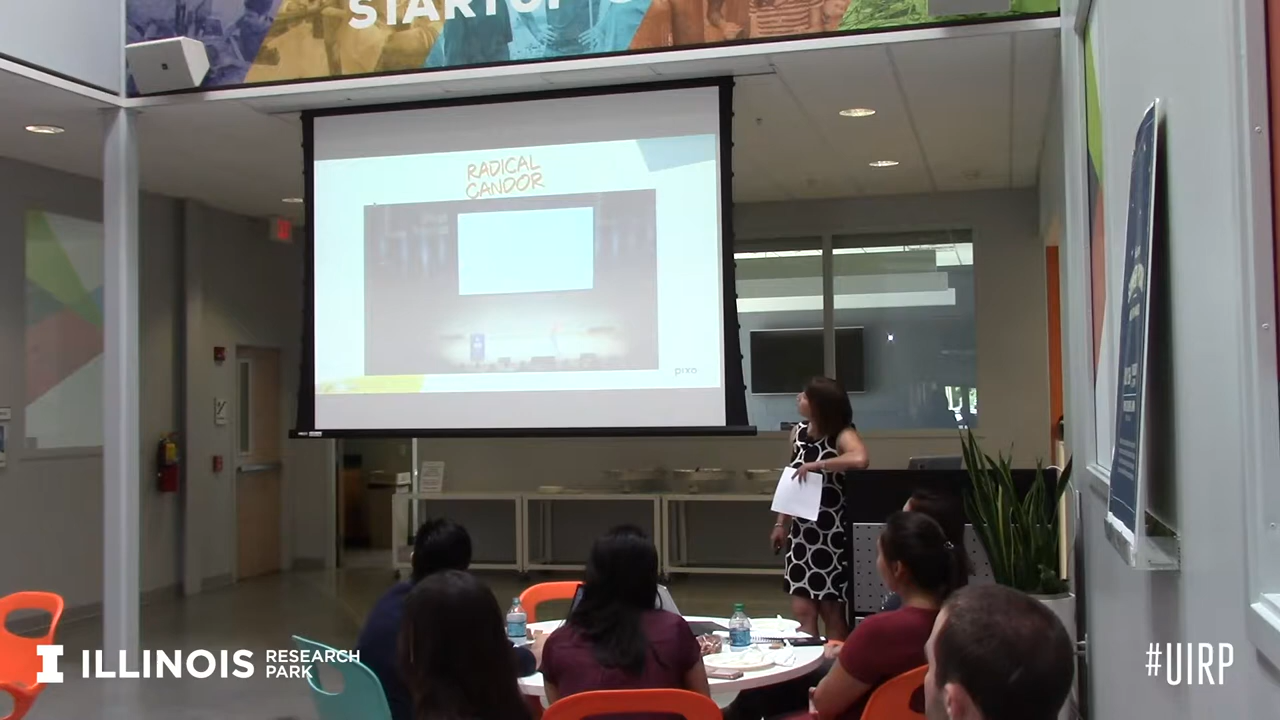 STARTUP
RADICAL
CANDOR
pixo
I ILLINOIS RESEARCH
PARK
#UIRP